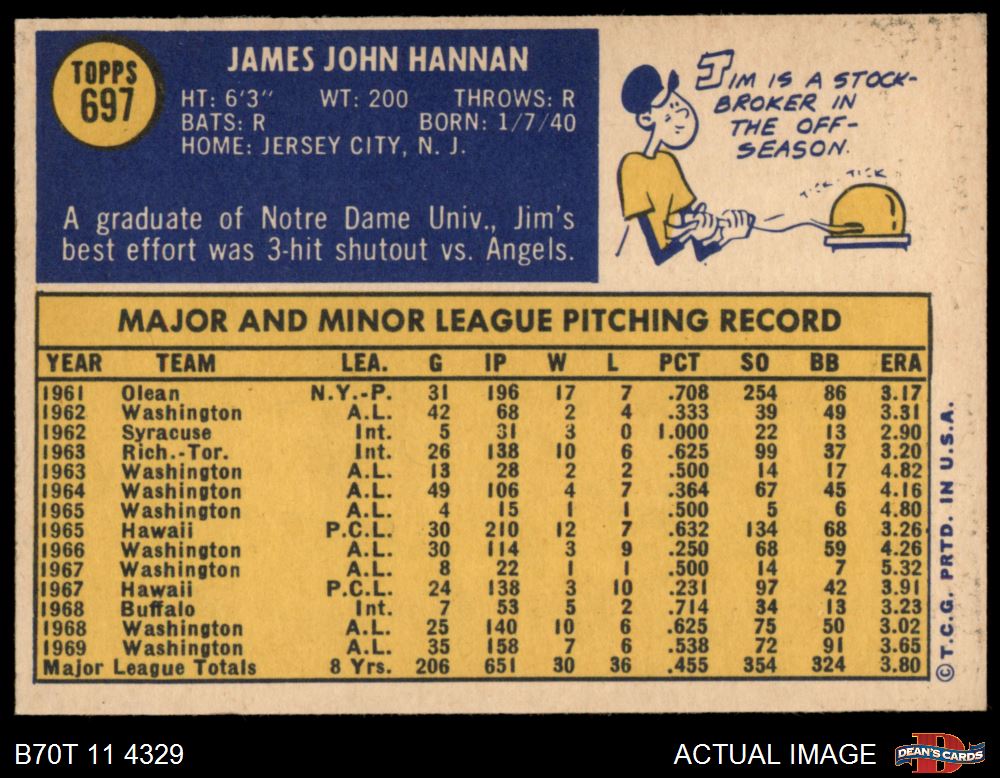 TOPPS
697
JAMES JOHN HANNAN
HT: 6'3" WT: 200 THROWS: R
BATS: R BORN: 1/7/40
HOME: JERSEY CITY, N. J.
A graduate of Notre Dame Univ., Jim's
best effort was 3-hit shutout vs. Angels.
JIM IS A STOCK-
BROKER IN
THE OFF-
SEASON.
TICK. TICK
MAJOR AND MINOR LEAGUE PITCHING RECORD
YEAR TEAM LEA. G IP W L PCT SO BB ERA
1961 Olean N.Y.-P. 31 196 17 7 .708 254 86 3.17
1962 Washington A.L. 42 68 2 4 .333 39 49 3.31
1962 Syracuse Int. 5 31 3 0 1.000 22 13 2.90
1963 Rich.-Tor. Int. 26 138 10 6 .625 99 37 3.20
1963 Washington A.L. 13 28 2 2 .500 14 17 4.82
1964 Washington A.L. 49 106 4 7 .364 67 45 4.16
1965 Washington A.L. 4 15 1 1 .500 5 6 4.80
1965 Hawaii P.C.L. 30 210 12 7 .632 134 68 3.26
1966 Washington A.L. 30 114 3 9 .250 68 59 4.26
1967 Washington A.L. 8 22 1 1 .500 14 7 5.32
1967 Hawaii P.C.L. 24 138 3 10 .231 97 42 3.91
1968 Buffalo Int. 7 53 5 2 .714 34 13 3.23
1968 Washington A.L. 25 140 10 6 .625 75 50 3.02
1969 Washington A.L. 35 158 7 6 .538 72 91 3.65
Major League Totals 8 Yrs. 206 651 30 36 .455 354 324 3.80
© T.C.G. PRTD. IN U.S.A.
B70T 11 4329
ACTUAL IMAGE
DEAN'S CARDS